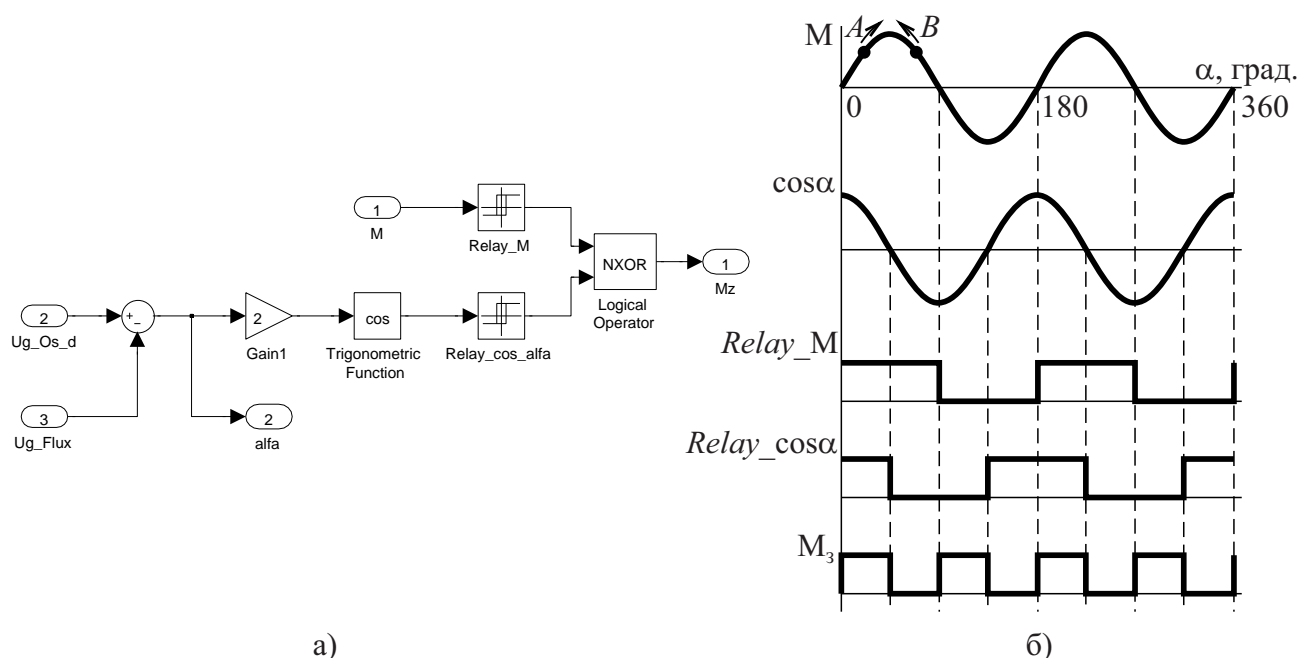 1
M
Relay_M
2
Ug_Os_d
+
−
2
Gain1
cos
Trigonometric
Function
Relay_cos_alfa
NXOR
Logical
Operator
1
Mz
3
Ug_Flux
2
alfa
а)
M
A
B
α, град.
0
180
360
cosα
Relay_M
Relay_cosα
Mз
б)